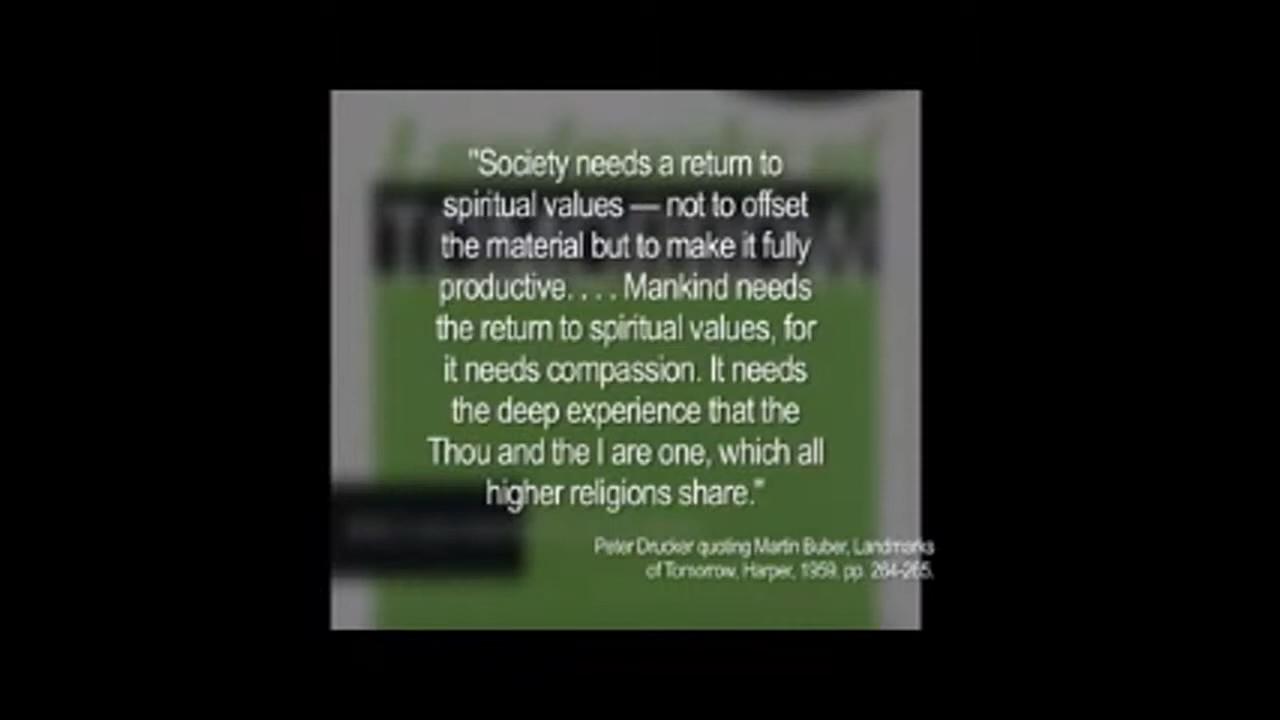 "Society needs a return to
spiritual values — not to offset
the material but to make it fully
productive. . . . Mankind needs
the return to spiritual values, for
it needs compassion. It needs
the deep experience that the
Thou and the I are one, which all
higher religions share."
Peter Drucker quoting Martin Buber, Landmarks
of Tomorrow, Harper, 1959, pp. 264-265.